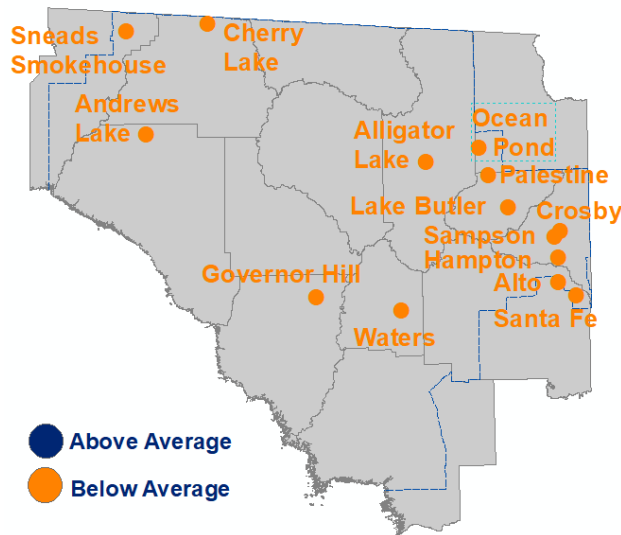 Sneads
Smokehouse
Cherry
Lake
Andrews
Lake
Ocean
Pond
Alligator
Lake
Palestine
Lake Butler
Crosby
Sampson
Hampton
Governor Hill
Alto
Santa Fe
Waters
Above Average
Below Average